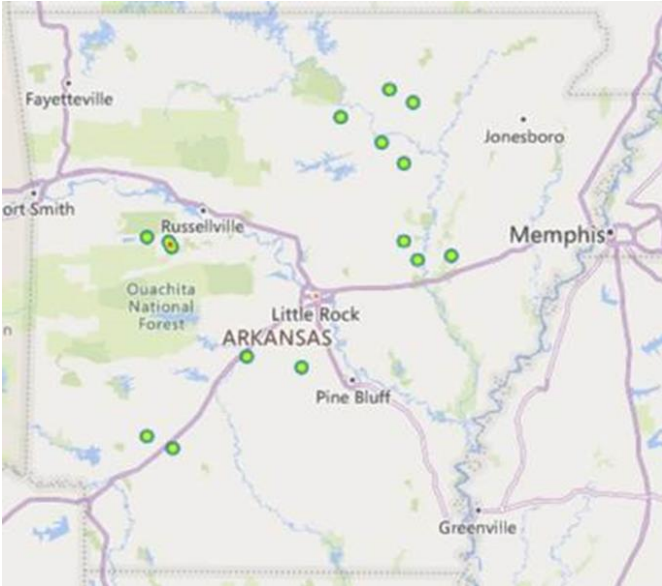 Fayetteville
Jonesboro
ort Smith
Russellville
Memphis
Ouachita
National
Forest
n
Little Rock
ARKANSAS
Pine Bluff
Greenville